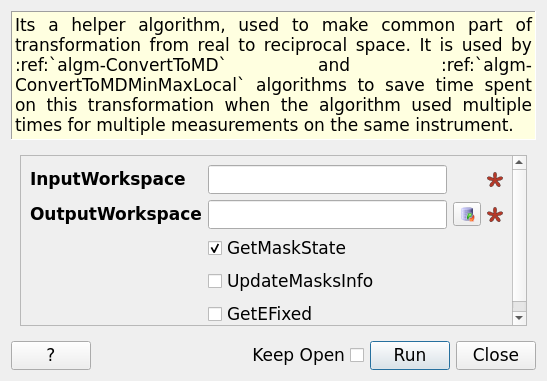 Its a helper algorithm, used to make common part of
transformation from real to reciprocal space. It is used by
:ref:`algm-ConvertToMD` and :ref:`algm-
ConvertToMDMinMaxLocal` algorithms to save time spent
on this transformation when the algorithm used multiple
times for multiple measurements on the same instrument.
InputWorkspace
OutputWorkspace
GetMaskState
UpdateMasksInfo
GetEFixed
? Keep Open Run Close